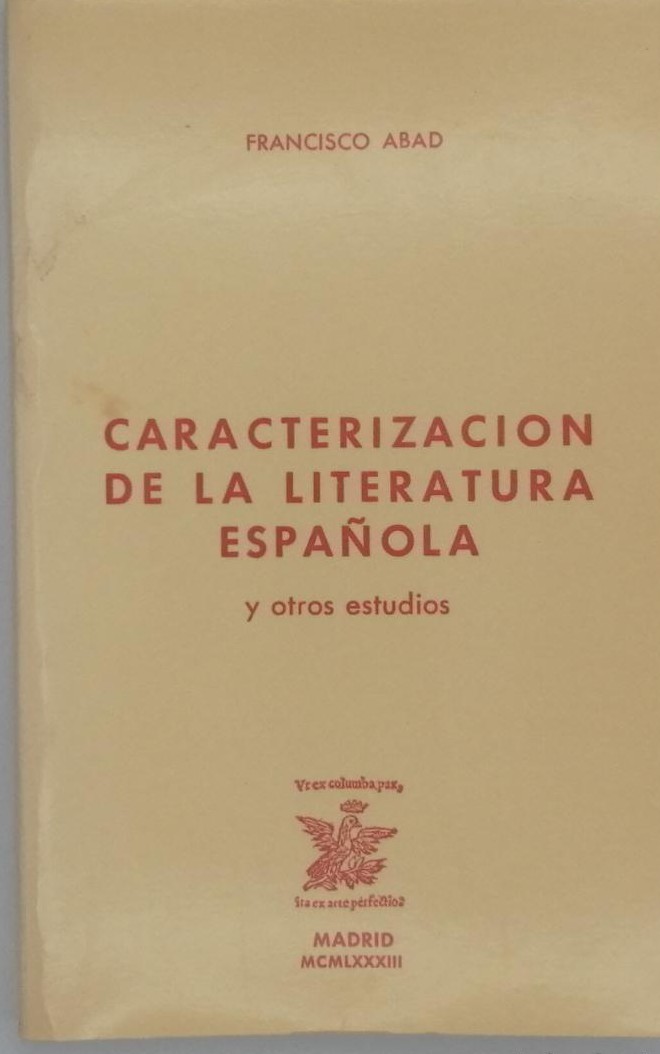 FRANCISCO ABAD
CARACTERIZACION
DE LA LITERATURA
ESPAÑOLA
y otros estudios
Vt ex columba pax,
ita ex arte perfectio
MADRID
MCMLXXXIII